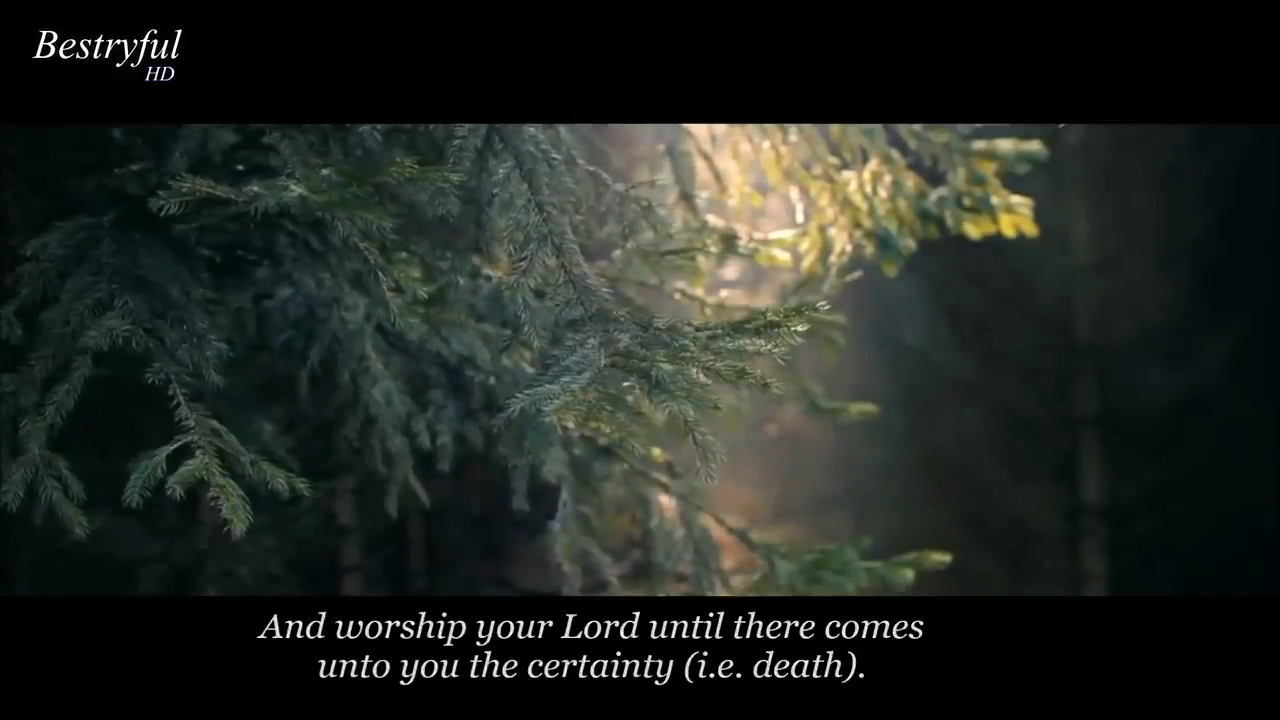 Bestryful
HD
And worship your Lord until there comes
unto you the certainty (i.e. death).